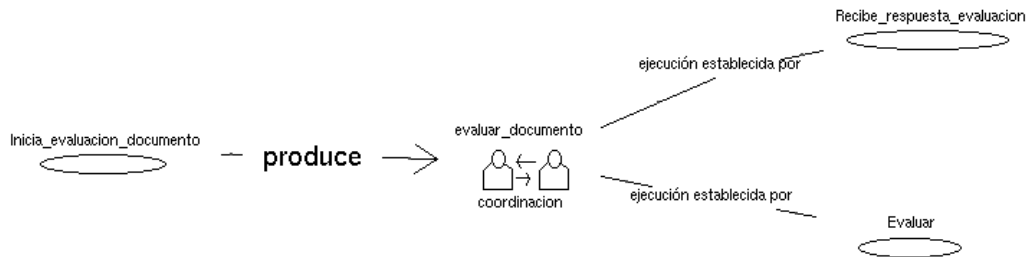 Recibe_respuesta_evaluacion
ejecución establecida por
Inicia_evaluacion_documento
produce
evaluar_documento
coordinacion
ejecución establecida por
Evaluar